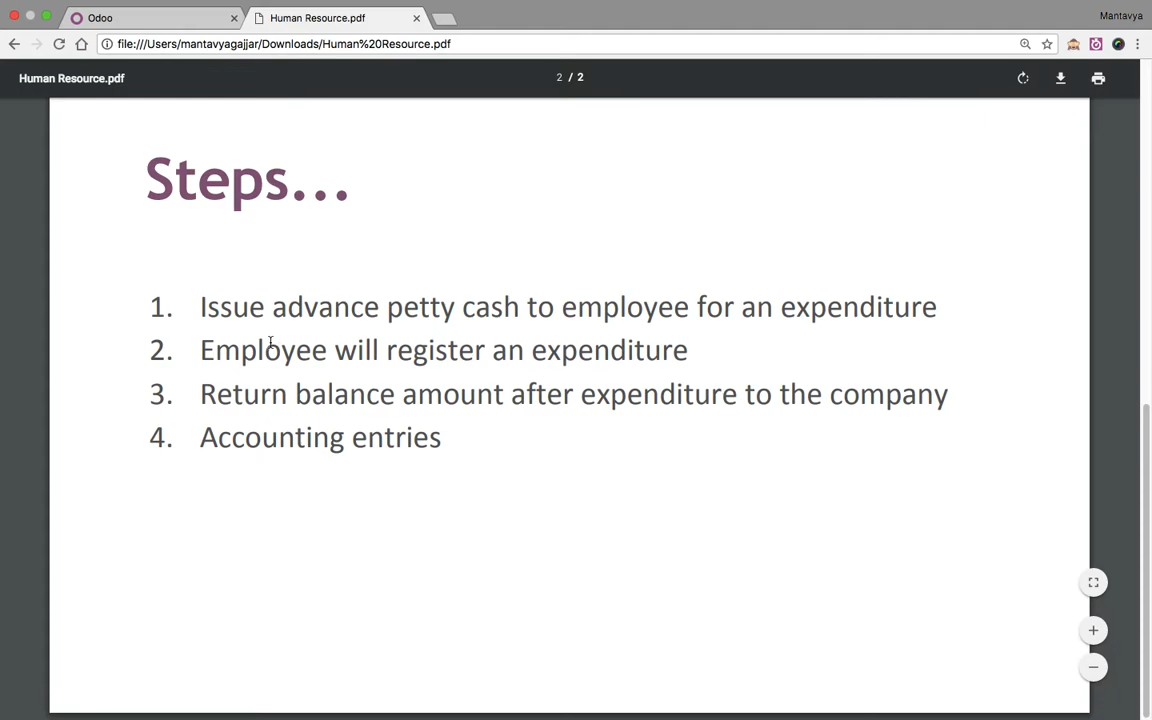 Odoo
Human Resource.pdf
Mantavya
file:///Users/mantavyagajjar/Downloads/Human%20Resource.pdf
Human Resource.pdf
2 / 2
Steps...
1. Issue advance petty cash to employee for an expenditure
2. Employee will register an expenditure
3. Return balance amount after expenditure to the company
4. Accounting entries